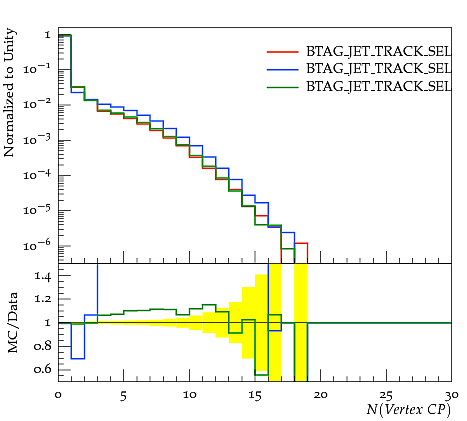 Normalized to Unity
1
10⁻¹
10⁻²
10⁻³
10⁻⁴
10⁻⁵
10⁻⁶
BTAG_JET_TRACK_SEL
BTAG_JET_TRACK_SEL
BTAG_JET_TRACK_SEL
MC/Data
1.4
1.2
1
0.8
0.6
0 5 10 15 20 25 30
N(Vertex CP)